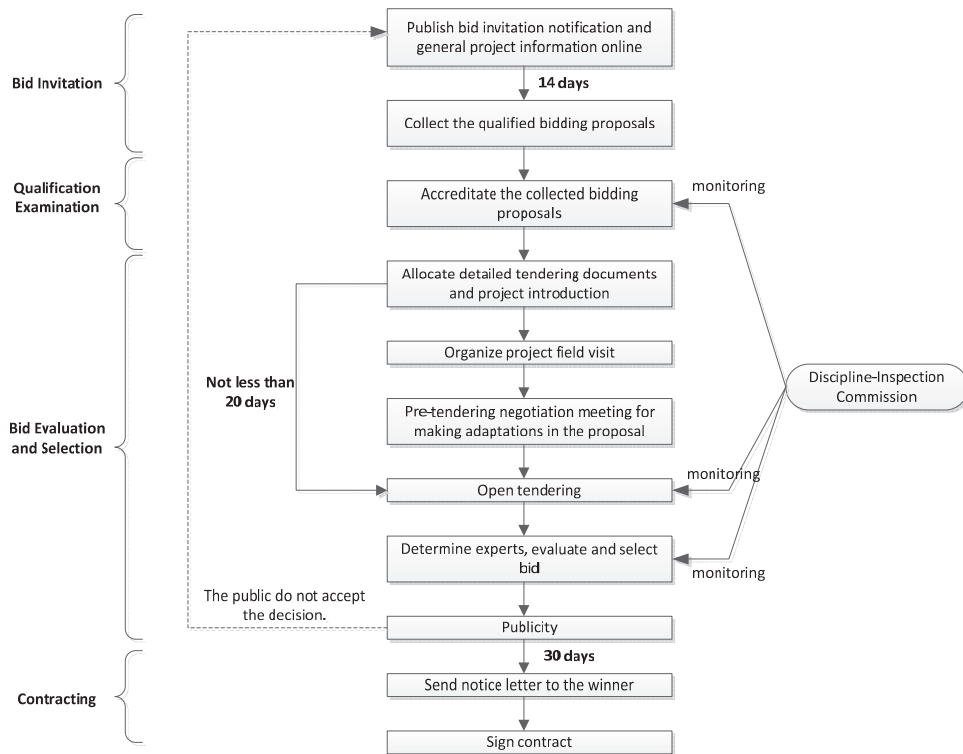 Publish bid invitation notification and
general project information online
Bid Invitation
14 days
Collect the qualified bidding proposals
Qualification
Examination
Accreditate the collected bidding
proposals
monitoring
Allocate detailed tendering documents
and project introduction
Organize project field visit
Not less than
20 days
Discipline-Inspection
Commission
Pre-tendering negotiation meeting for
making adaptations in the proposal
Bid Evaluation
and Selection
monitoring
Open tendering
Determine experts, evaluate and select
bid
monitoring
The public do not accept
the decision.
Publicity
30 days
Contracting
Send notice letter to the winner
Sign contract